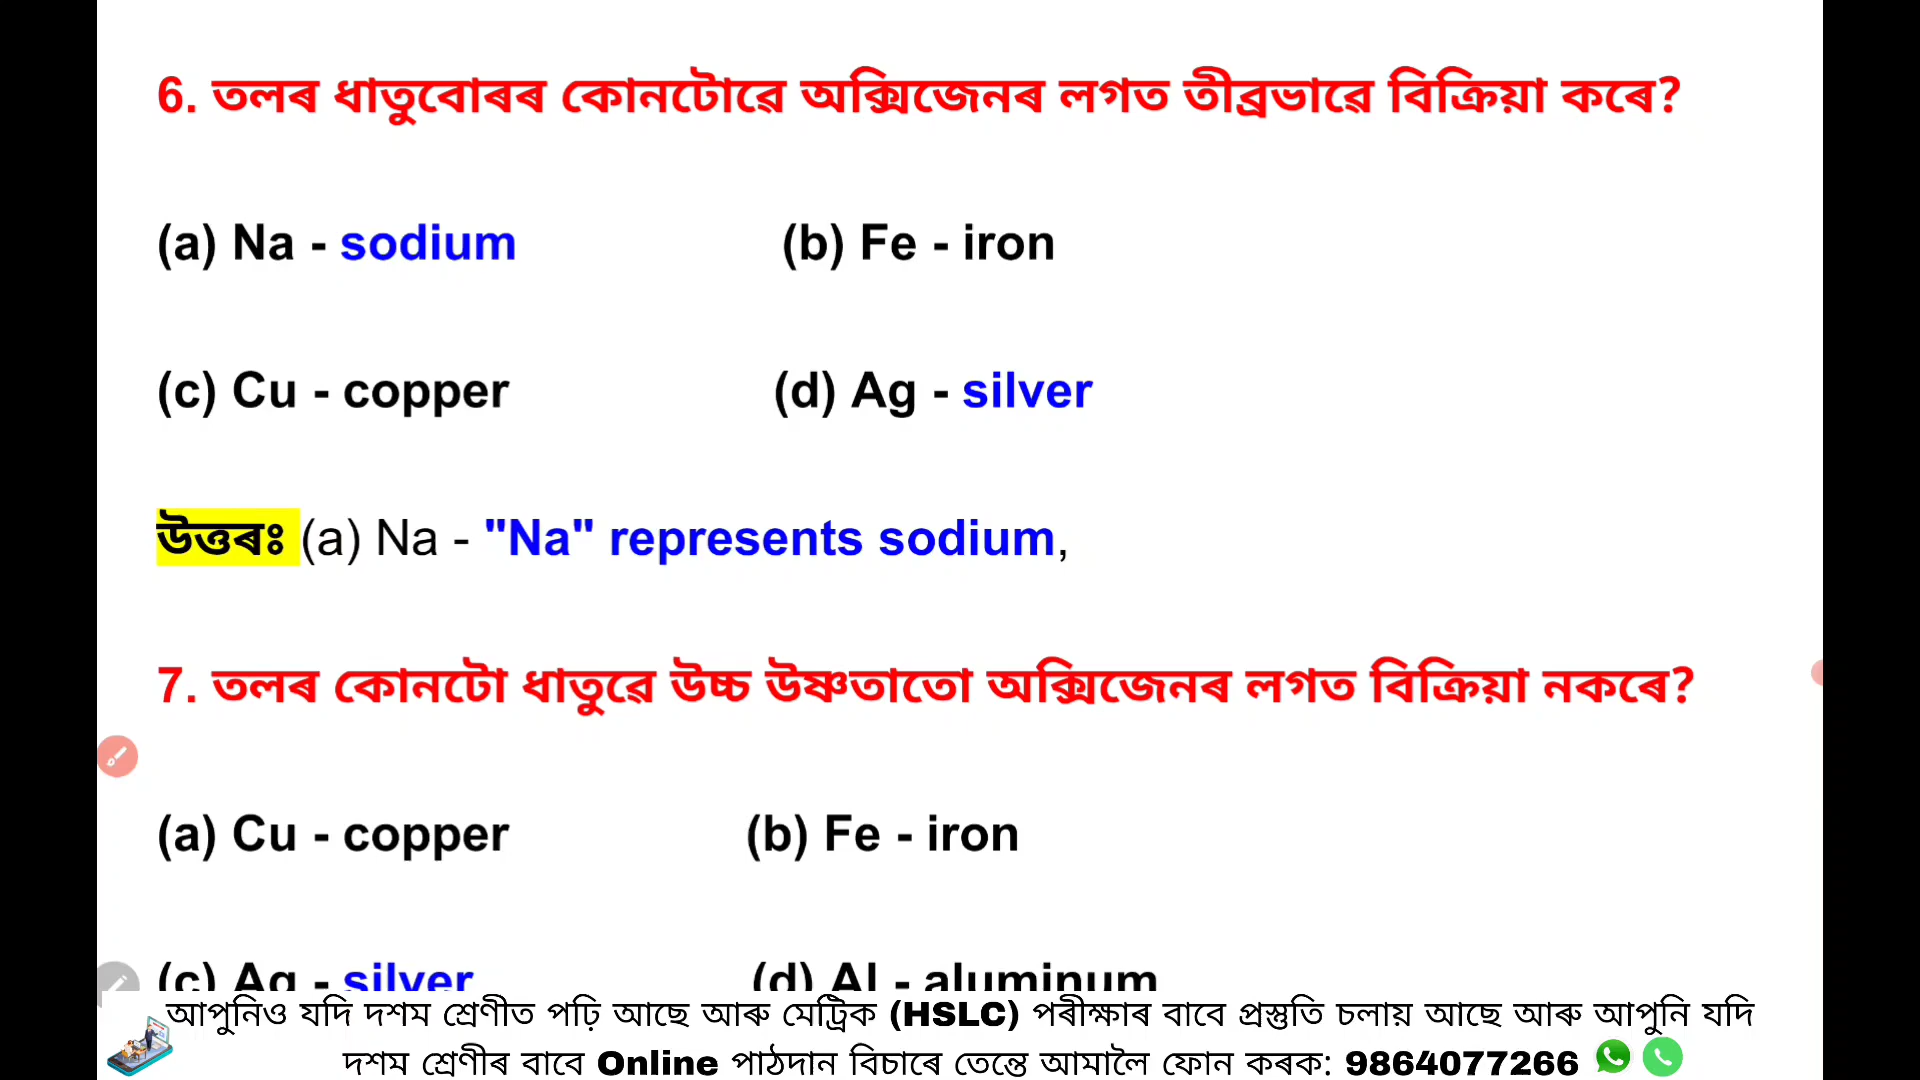 6. তলৰ ধাতুবোৰৰ কোনটোৱে অক্সিজেনৰ লগত তীব্ৰভাৱে বিক্ৰিয়া কৰে?
(a) Na - sodium (b) Fe - iron
(c) Cu - copper (d) Ag - silver
উত্তৰঃ (a) Na - "Na" represents sodium,
7. তলৰ কোনটো ধাতুৱে উচ্চ উষ্ণতাতো অক্সিজেনৰ লগত বিক্ৰিয়া নকৰে?
(a) Cu - copper (b) Fe - iron
(c) Ag - silver (d) Al - aluminum
আপুনিও যদি দশম শ্ৰেণীত পঢ়ি আছে আৰু মেট্ৰিক (HSLC) পৰীক্ষাৰ বাবে প্ৰস্তুতি চলায় আছে আৰু আপুনি যদি
দশম শ্ৰেণীৰ বাবে Online পাঠদান বিচাৰে তেন্তে আমালৈ ফোন কৰক: 9864077266